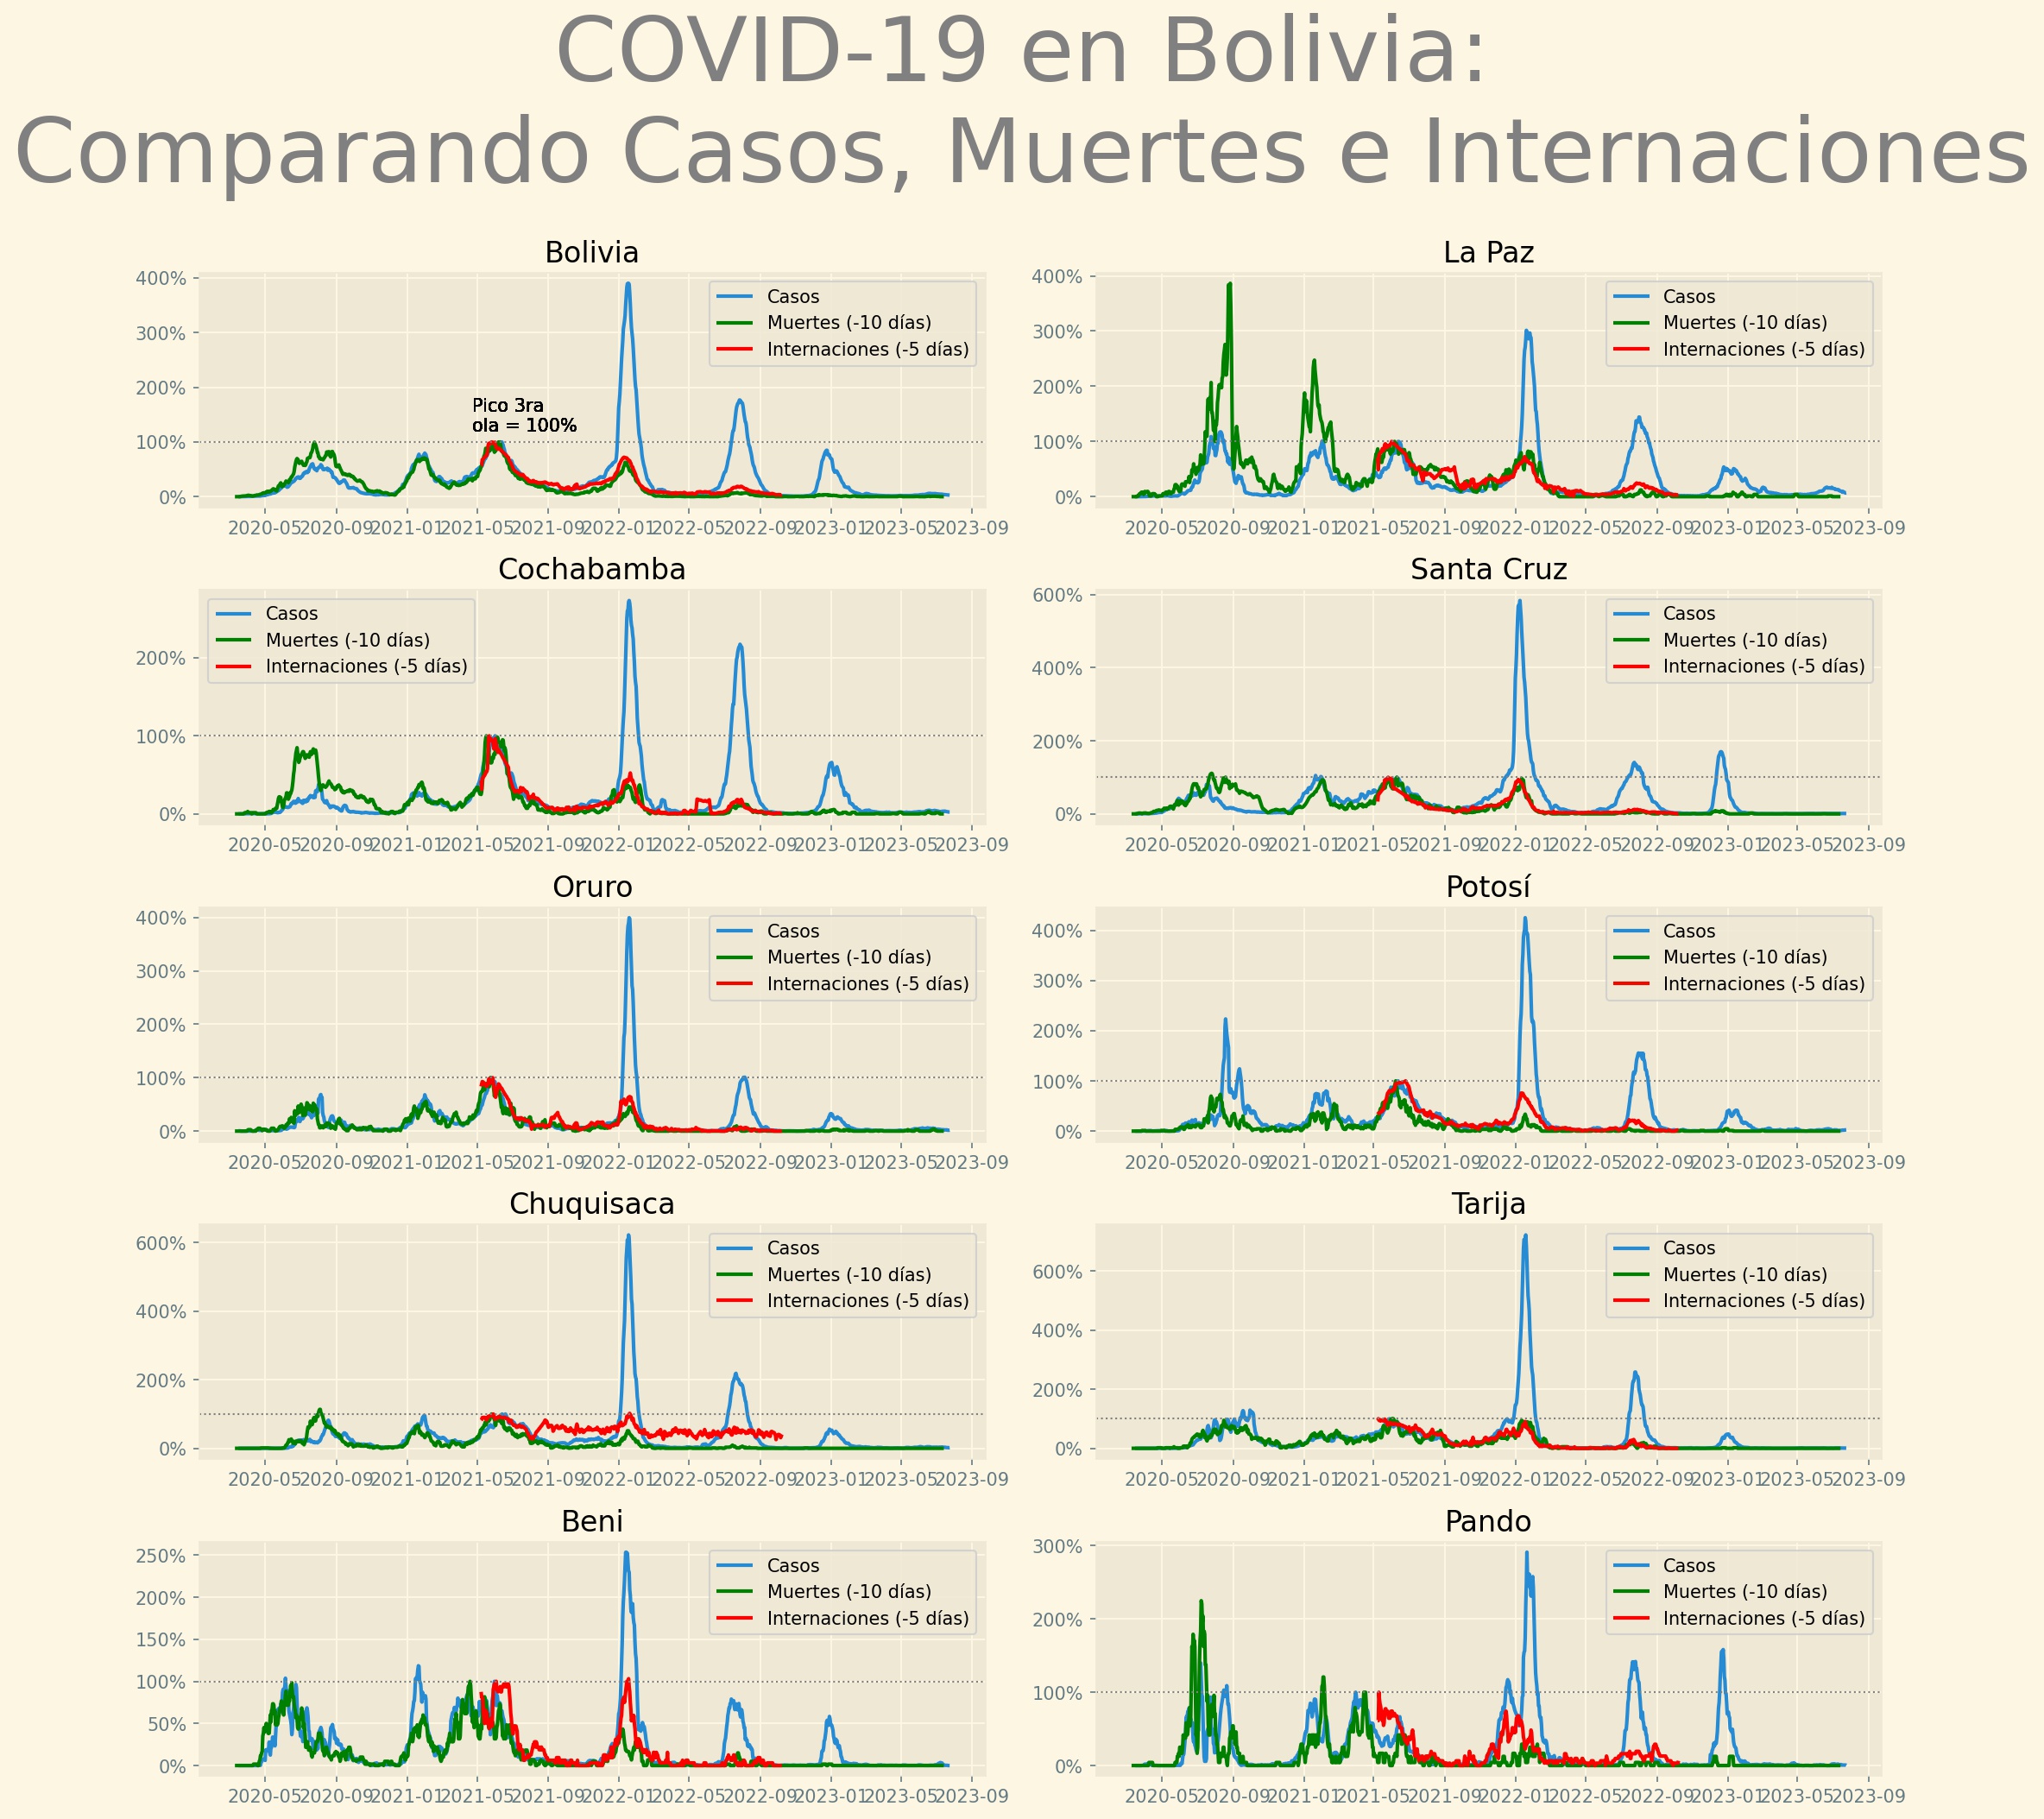 COVID-19 en Bolivia:
Comparando Casos, Muertes e Internaciones
Bolivia
400%
300%
200%
100%
0%
Pico 3ra
ola = 100%
Casos
Muertes (-10 días)
Internaciones (-5 días)
2020-05 2020-09 2021-01 2021-05 2021-09 2022-01 2022-05 2022-09 2023-01 2023-05 2023-09
La Paz
400%
300%
200%
100%
0%
Casos
Muertes (-10 días)
Internaciones (-5 días)
2020-05 2020-09 2021-01 2021-05 2021-09 2022-01 2022-05 2022-09 2023-01 2023-05 2023-09
Cochabamba
200%
100%
0%
Casos
Muertes (-10 días)
Internaciones (-5 días)
2020-05 2020-09 2021-01 2021-05 2021-09 2022-01 2022-05 2022-09 2023-01 2023-05 2023-09
Santa Cruz
600%
400%
200%
0%
Casos
Muertes (-10 días)
Internaciones (-5 días)
2020-05 2020-09 2021-01 2021-05 2021-09 2022-01 2022-05 2022-09 2023-01 2023-05 2023-09
Oruro
400%
300%
200%
100%
0%
Casos
Muertes (-10 días)
Internaciones (-5 días)
2020-05 2020-09 2021-01 2021-05 2021-09 2022-01 2022-05 2022-09 2023-01 2023-05 2023-09
Potosí
400%
300%
200%
100%
0%
Casos
Muertes (-10 días)
Internaciones (-5 días)
2020-05 2020-09 2021-01 2021-05 2021-09 2022-01 2022-05 2022-09 2023-01 2023-05 2023-09
Chuquisaca
600%
400%
200%
0%
Casos
Muertes (-10 días)
Internaciones (-5 días)
2020-05 2020-09 2021-01 2021-05 2021-09 2022-01 2022-05 2022-09 2023-01 2023-05 2023-09
Tarija
600%
400%
200%
0%
Casos
Muertes (-10 días)
Internaciones (-5 días)
2020-05 2020-09 2021-01 2021-05 2021-09 2022-01 2022-05 2022-09 2023-01 2023-05 2023-09
Beni
250%
200%
150%
100%
50%
0%
Casos
Muertes (-10 días)
Internaciones (-5 días)
2020-05 2020-09 2021-01 2021-05 2021-09 2022-01 2022-05 2022-09 2023-01 2023-05 2023-09
Pando
300%
200%
100%
0%
Casos
Muertes (-10 días)
Internaciones (-5 días)
2020-05 2020-09 2021-01 2021-05 2021-09 2022-01 2022-05 2022-09 2023-01 2023-05 2023-09